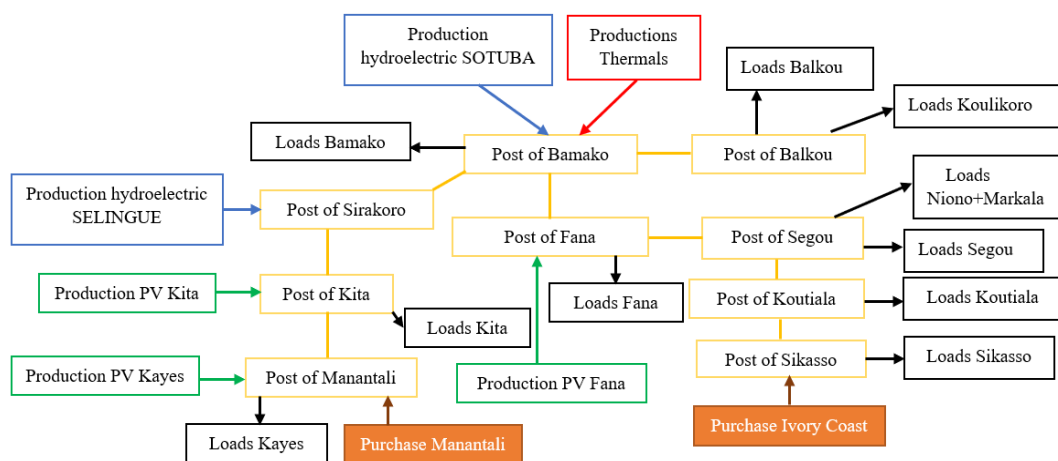 Production
hydroelectric SOTUBA
Productions
Thermals
Loads Balkou
Loads Koulikoro
Loads Bamako
Post of Bamako
Post of Balkou
Loads
Niono+Markala
Production hydroelectric
SELINGUE
Post of Sirakoro
Post of Fana
Post of Segou
Loads Segou
Production PV Kita
Post of Kita
Loads Fana
Post of Koutiala
Loads Koutiala
Loads Kita
Post of Sikasso
Loads Sikasso
Production PV Kayes
Post of Manantali
Production PV Fana
Purchase Ivory Coast
Loads Kayes
Purchase Manantali